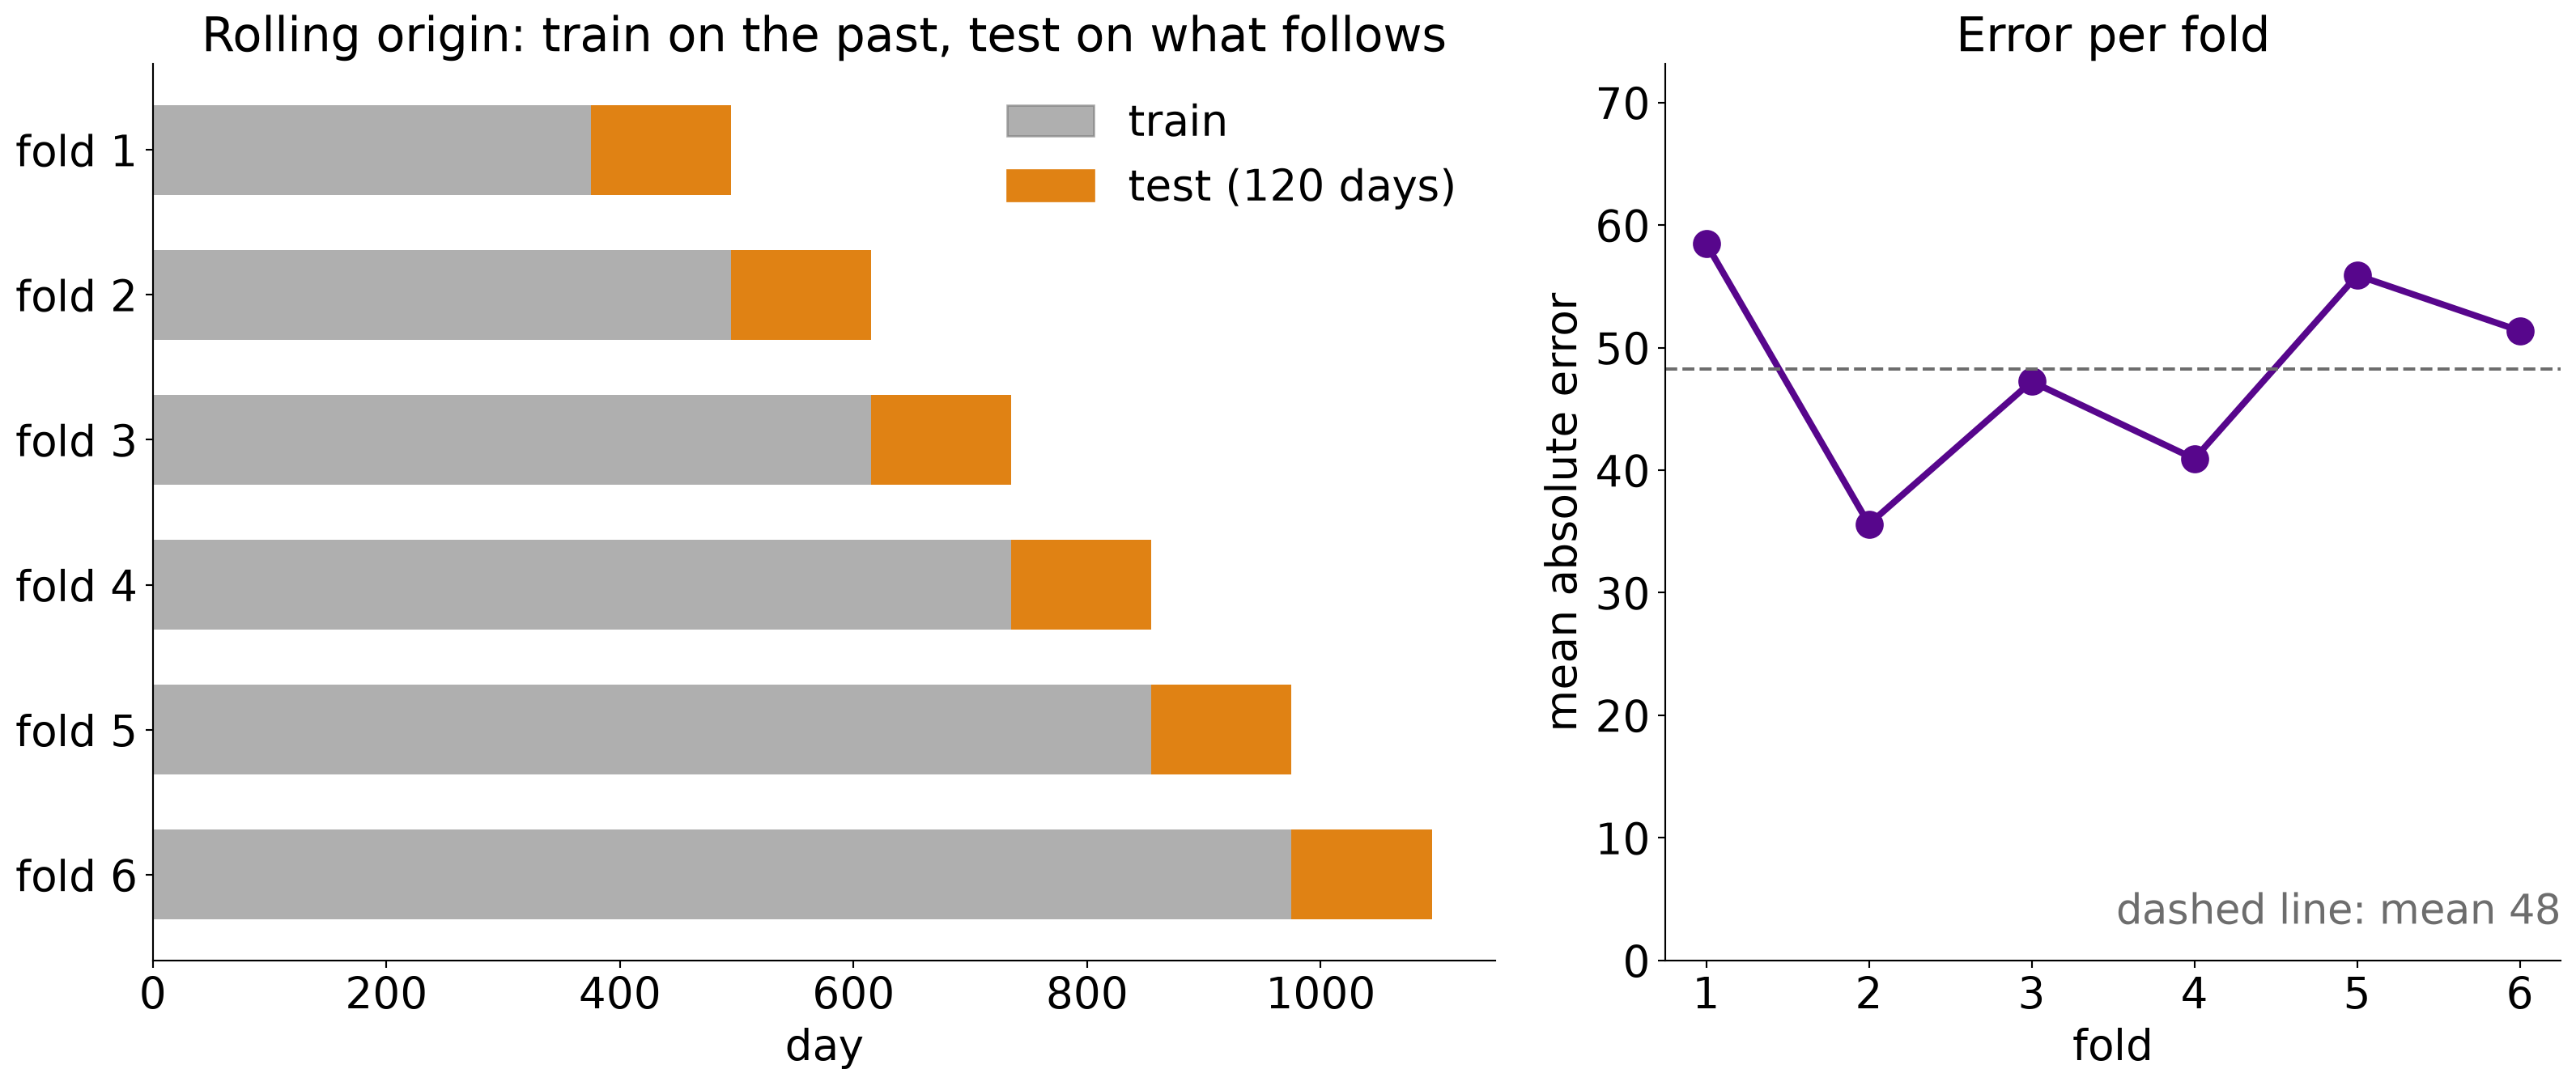 Rolling origin: train on the past, test on what follows
train
test (120 days)
fold 1
fold 2
fold 3
fold 4
fold 5
fold 6
0 200 400 600 800 1000
day
Error per fold
mean absolute error
70
60
50
40
30
20
10
0
dashed line: mean 48
1 2 3 4 5 6
fold